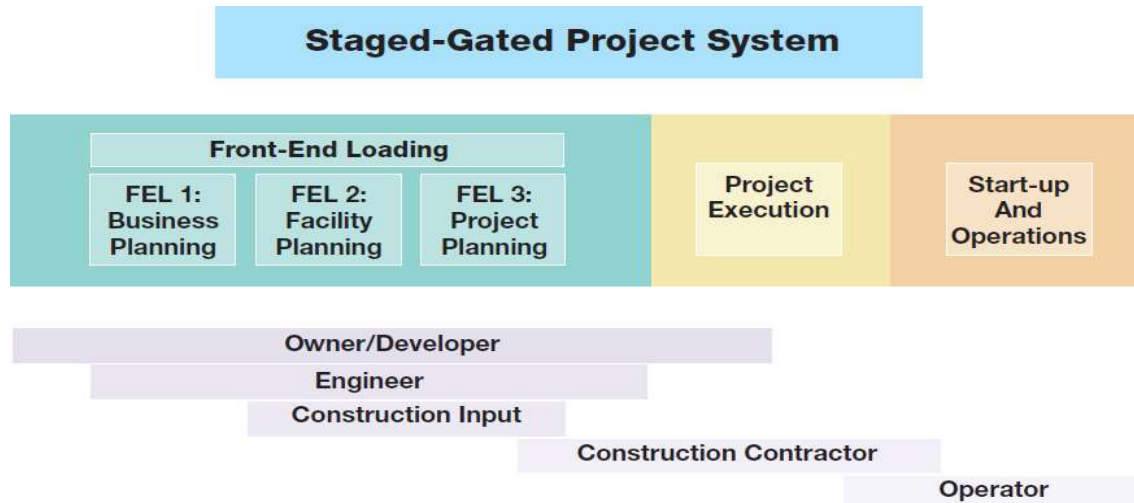 Staged-Gated Project System
Front-End Loading
FEL 1:
Business
Planning
FEL 2:
Facility
Planning
FEL 3:
Project
Planning
Project
Execution
Start-up
And
Operations
Owner/Developer
Engineer
Construction Input
Construction Contractor
Operator